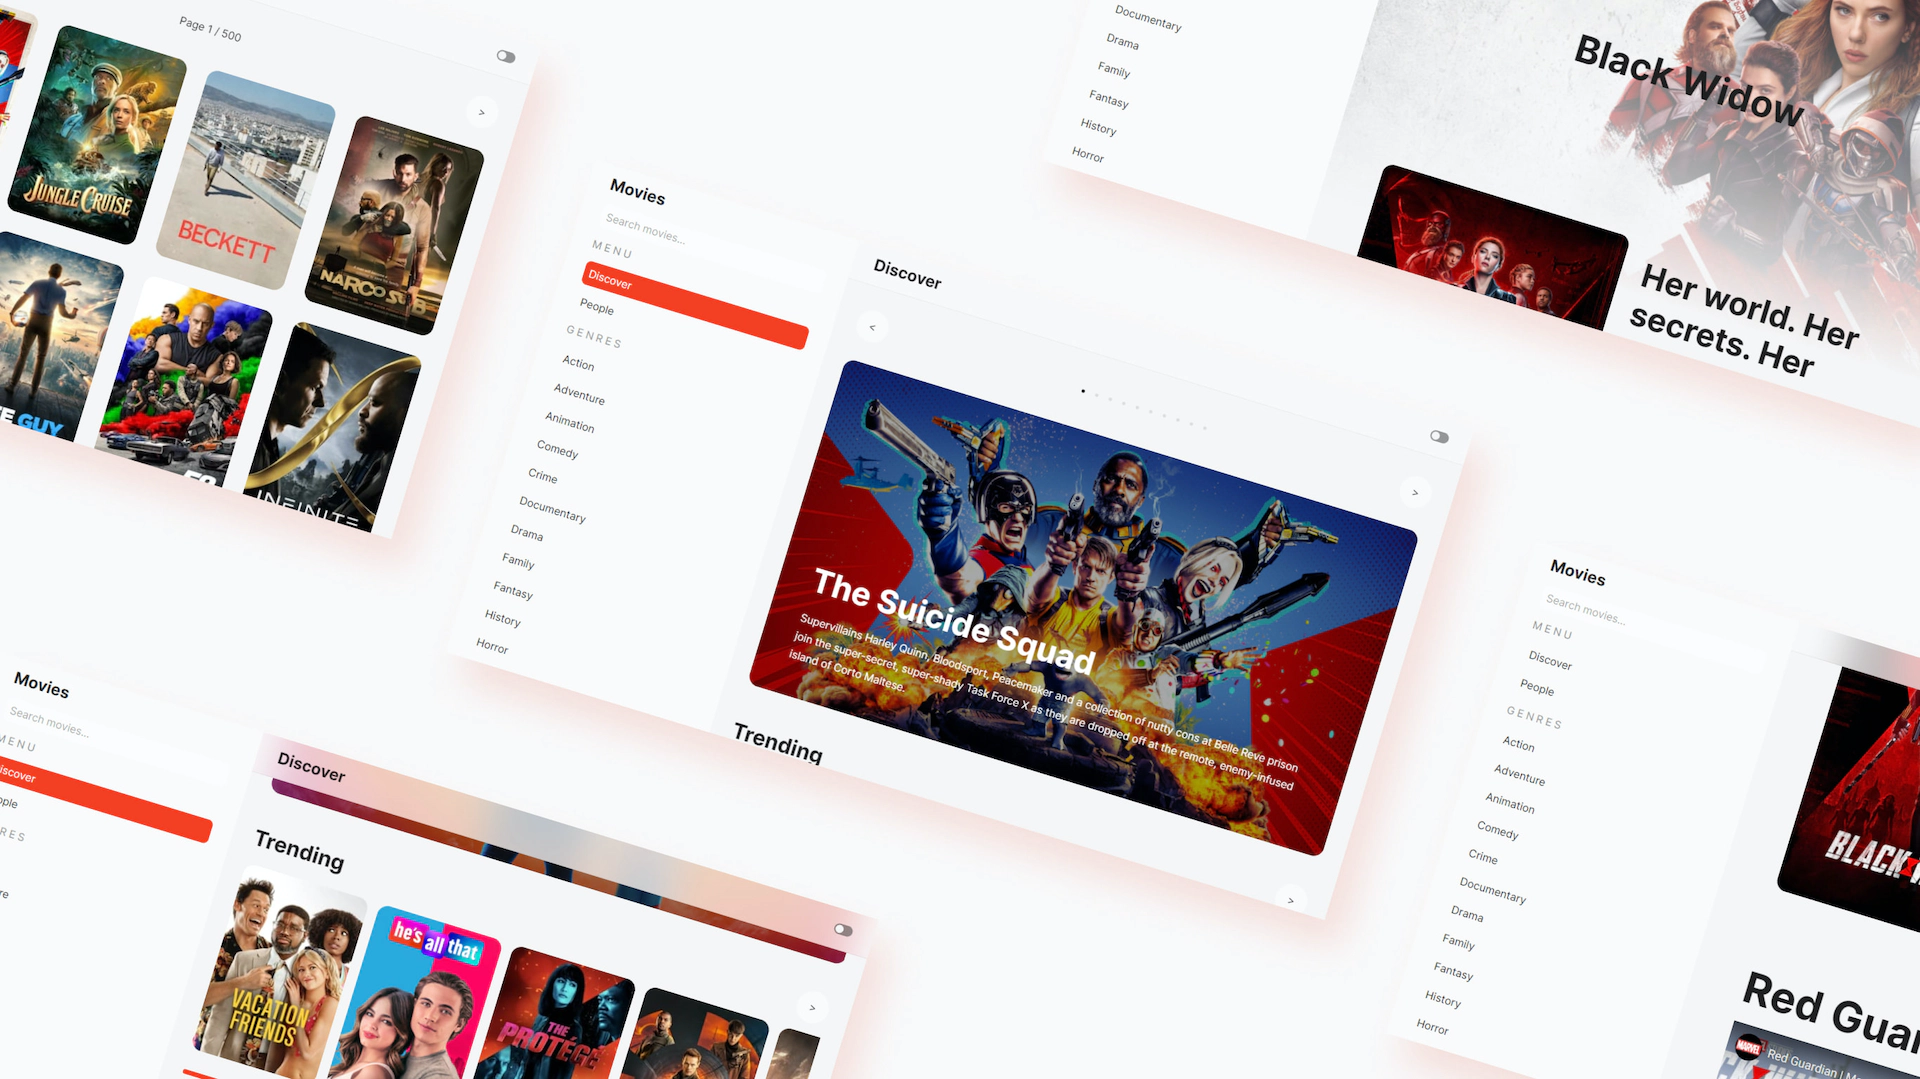 Page 1 / 500
>
JUNGLE CRUISE
BECKETT
NARCO SUB
GUY
F9
INFINITE
Movies
Search movies...
MENU
Discover
People
GENRES
Action
Adventure
Animation
Comedy
Crime
Documentary
Drama
Family
Fantasy
History
Horror
Discover
<
>
The Suicide Squad
Supervillains Harley Quinn, Bloodsport, Peacemaker and a collection of nutty cons at Belle Reve prison
join the super-secret, super-shady Task Force X as they are dropped off at the remote, enemy-infused
island of Corto Maltese.
Trending
>
Documentary
Drama
Family
Fantasy
History
Horror
Black Widow
Her world. Her
secrets. Her
Movies
Search movies...
MENU
Discover
People
GENRES
Action
Adventure
Animation
Comedy
Crime
Documentary
Drama
Family
Fantasy
History
Horror
BLACK
Red Guar
MARVEL
Red Guardian | M
Movies
Search movies...
MENU
iscover
ople
RES
re
Discover
Trending
>
VACATION
FRIENDS
he's all that
THE
PROTÉGÉ